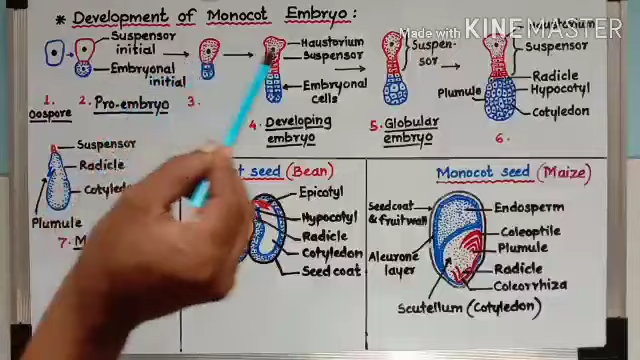 * Development of Monocot Embryo:
Made with KINEMASTER
Suspensor
initial
Embryonal
initial
1.
Oospore
2. Pro-embryo
3.
Haustorium
Suspensor
Embryonal
cells
4. Developing
embryo
Suspen-
sor
5. Globular
embryo
Haustorium
Suspensor
Radicle
Plumule
Hypocotyl
Cotyledon
6.
Suspensor
Radicle
Plumule
7.
seed (Bean)
Epicotyl
Hypocotyl
Radicle
Cotyledon
Seed coat
Monocot seed (Maize)
Seed coat
& fruit wall
Endosperm
Coleoptile
Plumule
Aleurone
layer
Radicle
Coleorrhiza
Scutellum (Cotyledon)